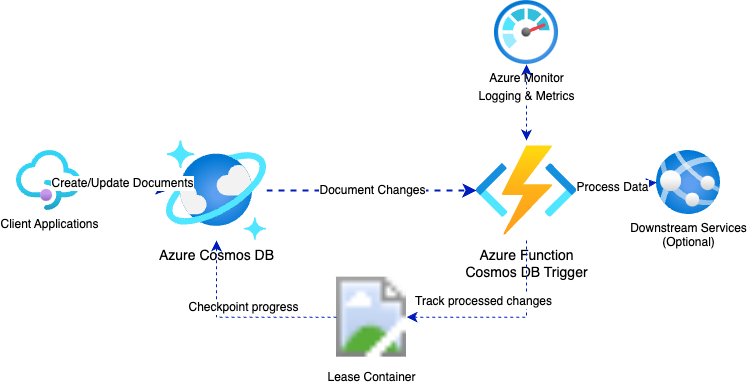 Azure Monitor
Logging & Metrics
Create/Update Documents
Client Applications
Document Changes
Process Data
Downstream Services
(Optional)
Azure Cosmos DB
Azure Function
Cosmos DB Trigger
Checkpoint progress
Track processed changes
Lease Container